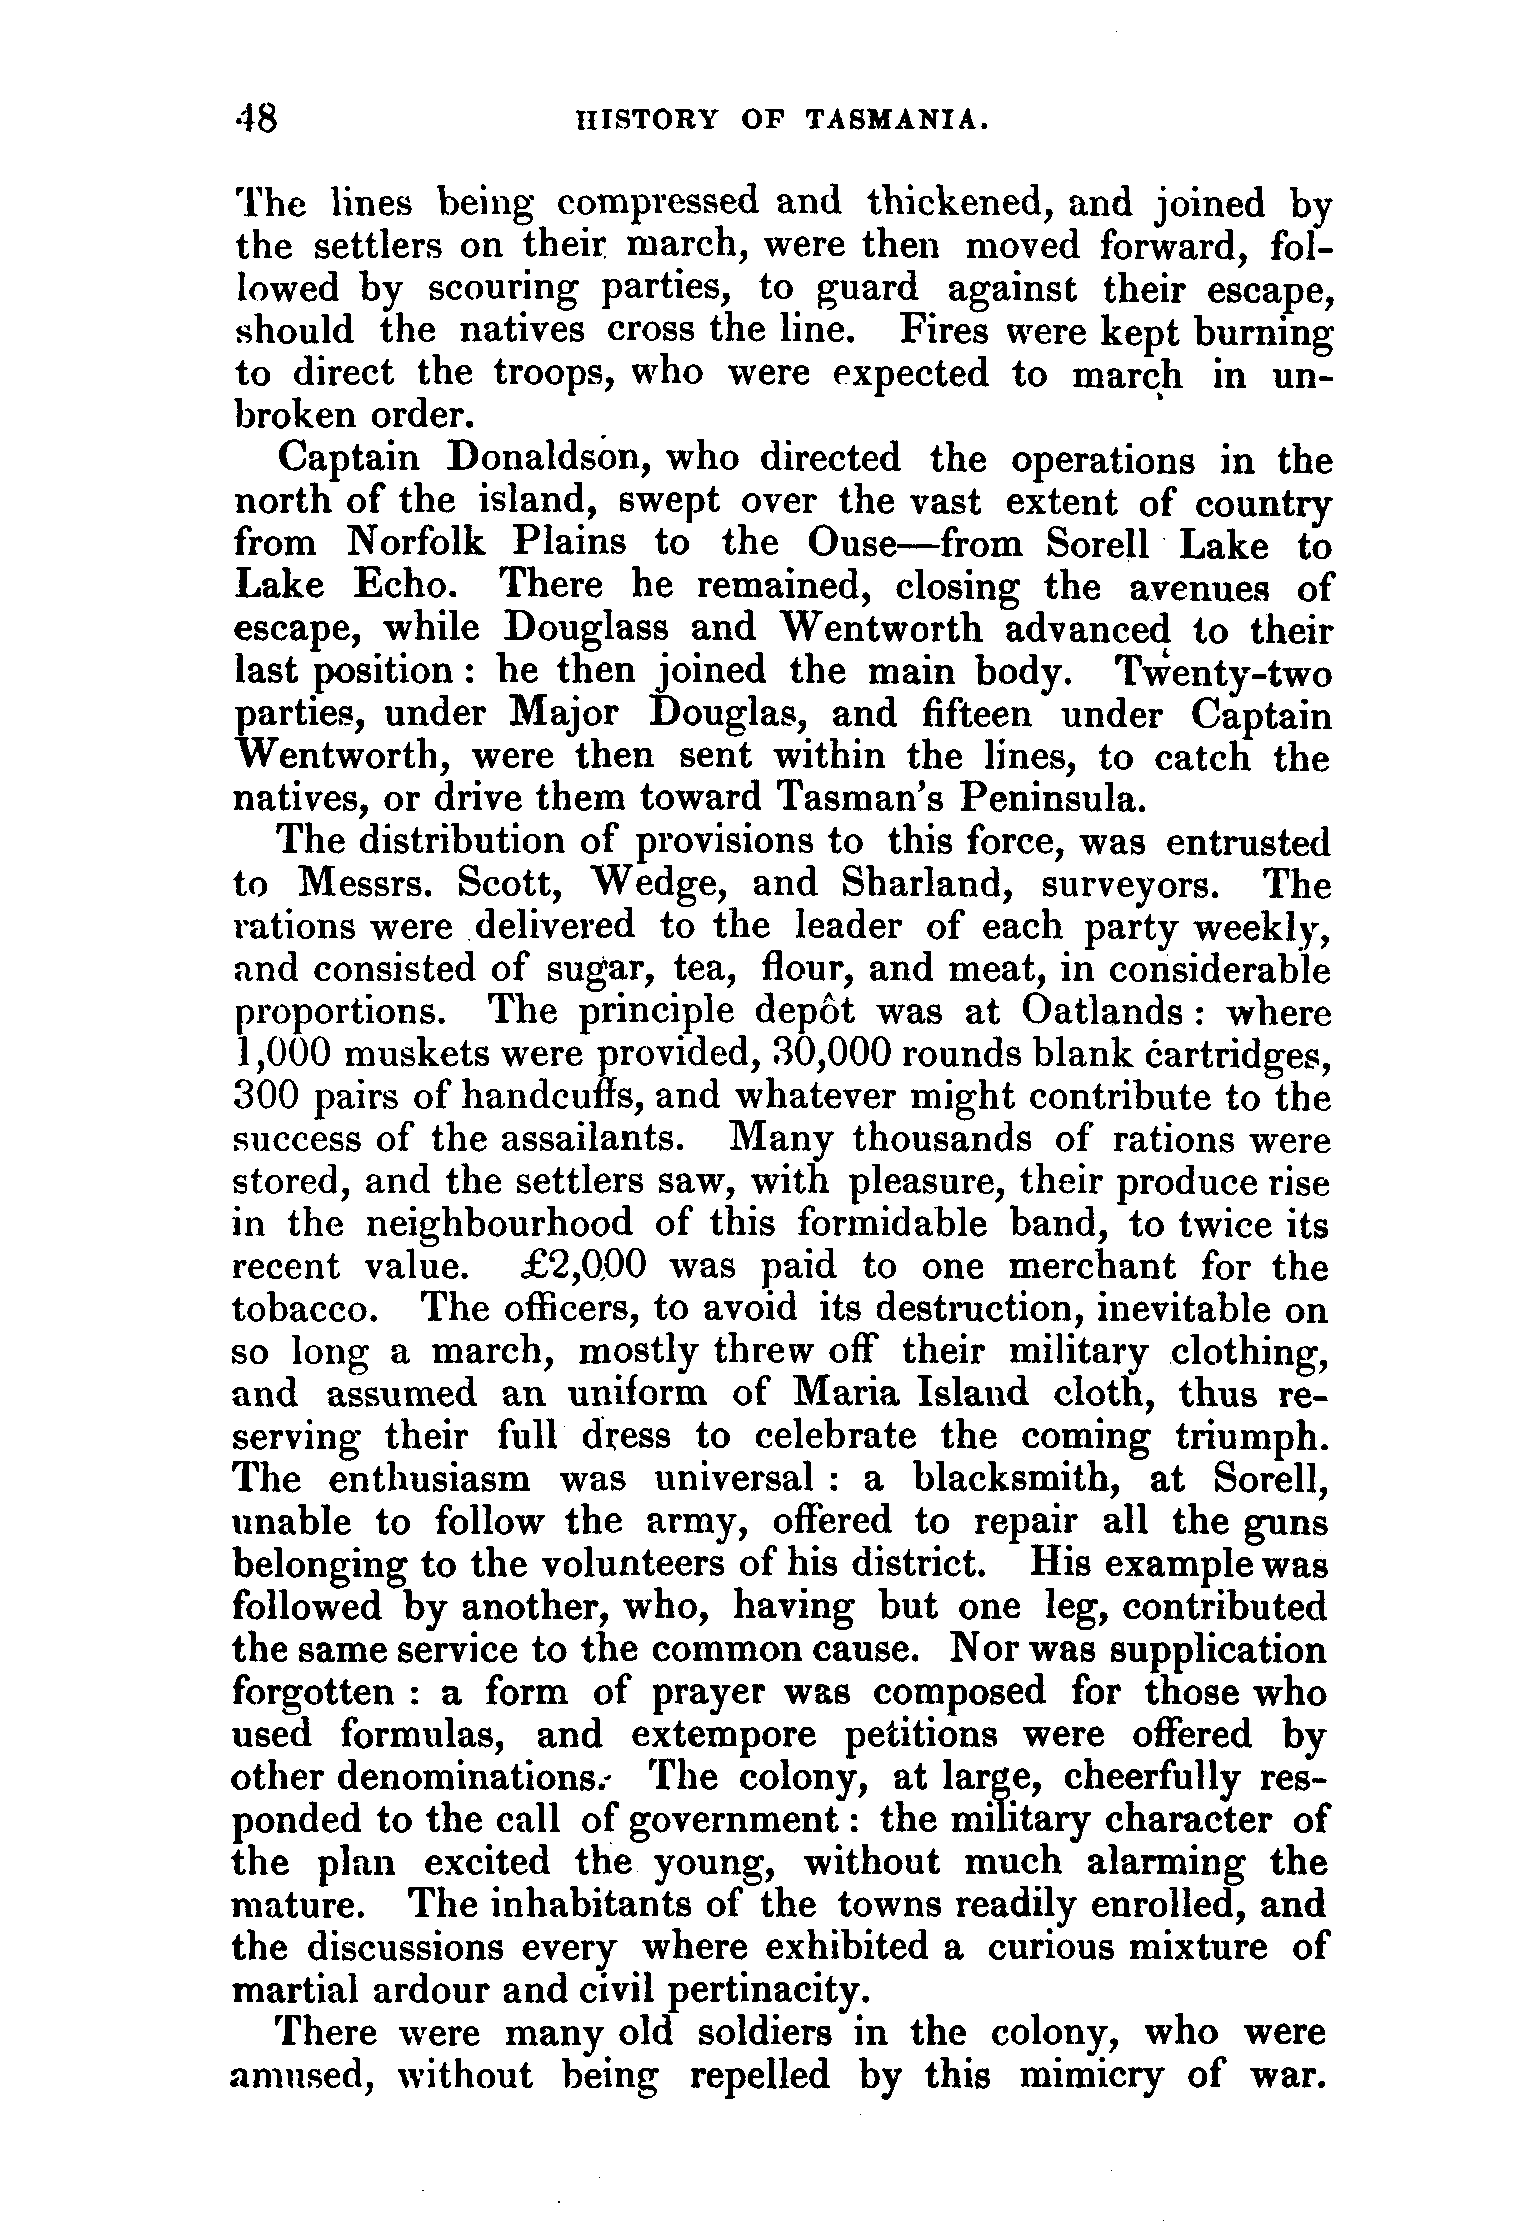 48 HISTORY OF TASMANIA.
The lines being compressed and thickened, and joined by
the settlers on their march, were then moved forward, fol-
lowed by scouring parties, to guard against their escape,
should the natives cross the line. Fires were kept burning
to direct the troops, who were expected to march in un-
broken order.
Captain Donaldson, who directed the operations in the
north of the island, swept over the vast extent of country
from Norfolk Plains to the Ouse—from Sorell Lake to
Lake Echo. There he remained, closing the avenues of
escape, while Douglass and Wentworth advanced to their
last position : he then joined the main body. Twenty-two
parties, under Major Douglas, and fifteen under Captain
Wentworth, were then sent within the lines, to catch the
natives, or drive them toward Tasman's Peninsula.
The distribution of provisions to this force, was entrusted
to Messrs. Scott, Wedge, and Sharland, surveyors. The
rations were delivered to the leader of each party weekly,
and consisted of sugar, tea, flour, and meat, in considerable
proportions. The principle depôt was at Oatlands : where
1,000 muskets were provided, 30,000 rounds blank cartridges,
300 pairs of handcuffs, and whatever might contribute to the
success of the assailants. Many thousands of rations were
stored, and the settlers saw, with pleasure, their produce rise
in the neighbourhood of this formidable band, to twice its
recent value. £2,000 was paid to one merchant for the
tobacco. The officers, to avoid its destruction, inevitable on
so long a march, mostly threw off their military clothing,
and assumed an uniform of Maria Island cloth, thus re-
serving their full dress to celebrate the coming triumph.
The enthusiasm was universal : a blacksmith, at Sorell,
unable to follow the army, offered to repair all the guns
belonging to the volunteers of his district. His example was
followed by another, who, having but one leg, contributed
the same service to the common cause. Nor was supplication
forgotten : a form of prayer was composed for those who
used formulas, and extempore petitions were offered by
other denominations. The colony, at large, cheerfully res-
ponded to the call of government : the military character of
the plan excited the young, without much alarming the
mature. The inhabitants of the towns readily enrolled, and
the discussions every where exhibited a curious mixture of
martial ardour and civil pertinacity.
There were many old soldiers in the colony, who were
amused, without being repelled by this mimicry of war.